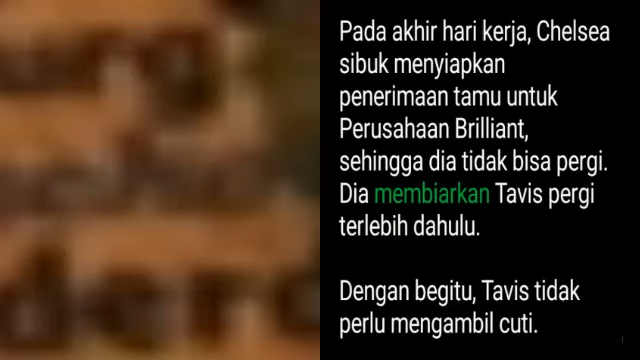 Pada akhir hari kerja, Chelsea
sibuk menyiapkan
penerimaan tamu untuk
Perusahaan Brilliant,
sehingga dia tidak bisa pergi.
Dia membiarkan Tavis pergi
terlebih dahulu.
Dengan begitu, Tavis tidak
perlu mengambil cuti.